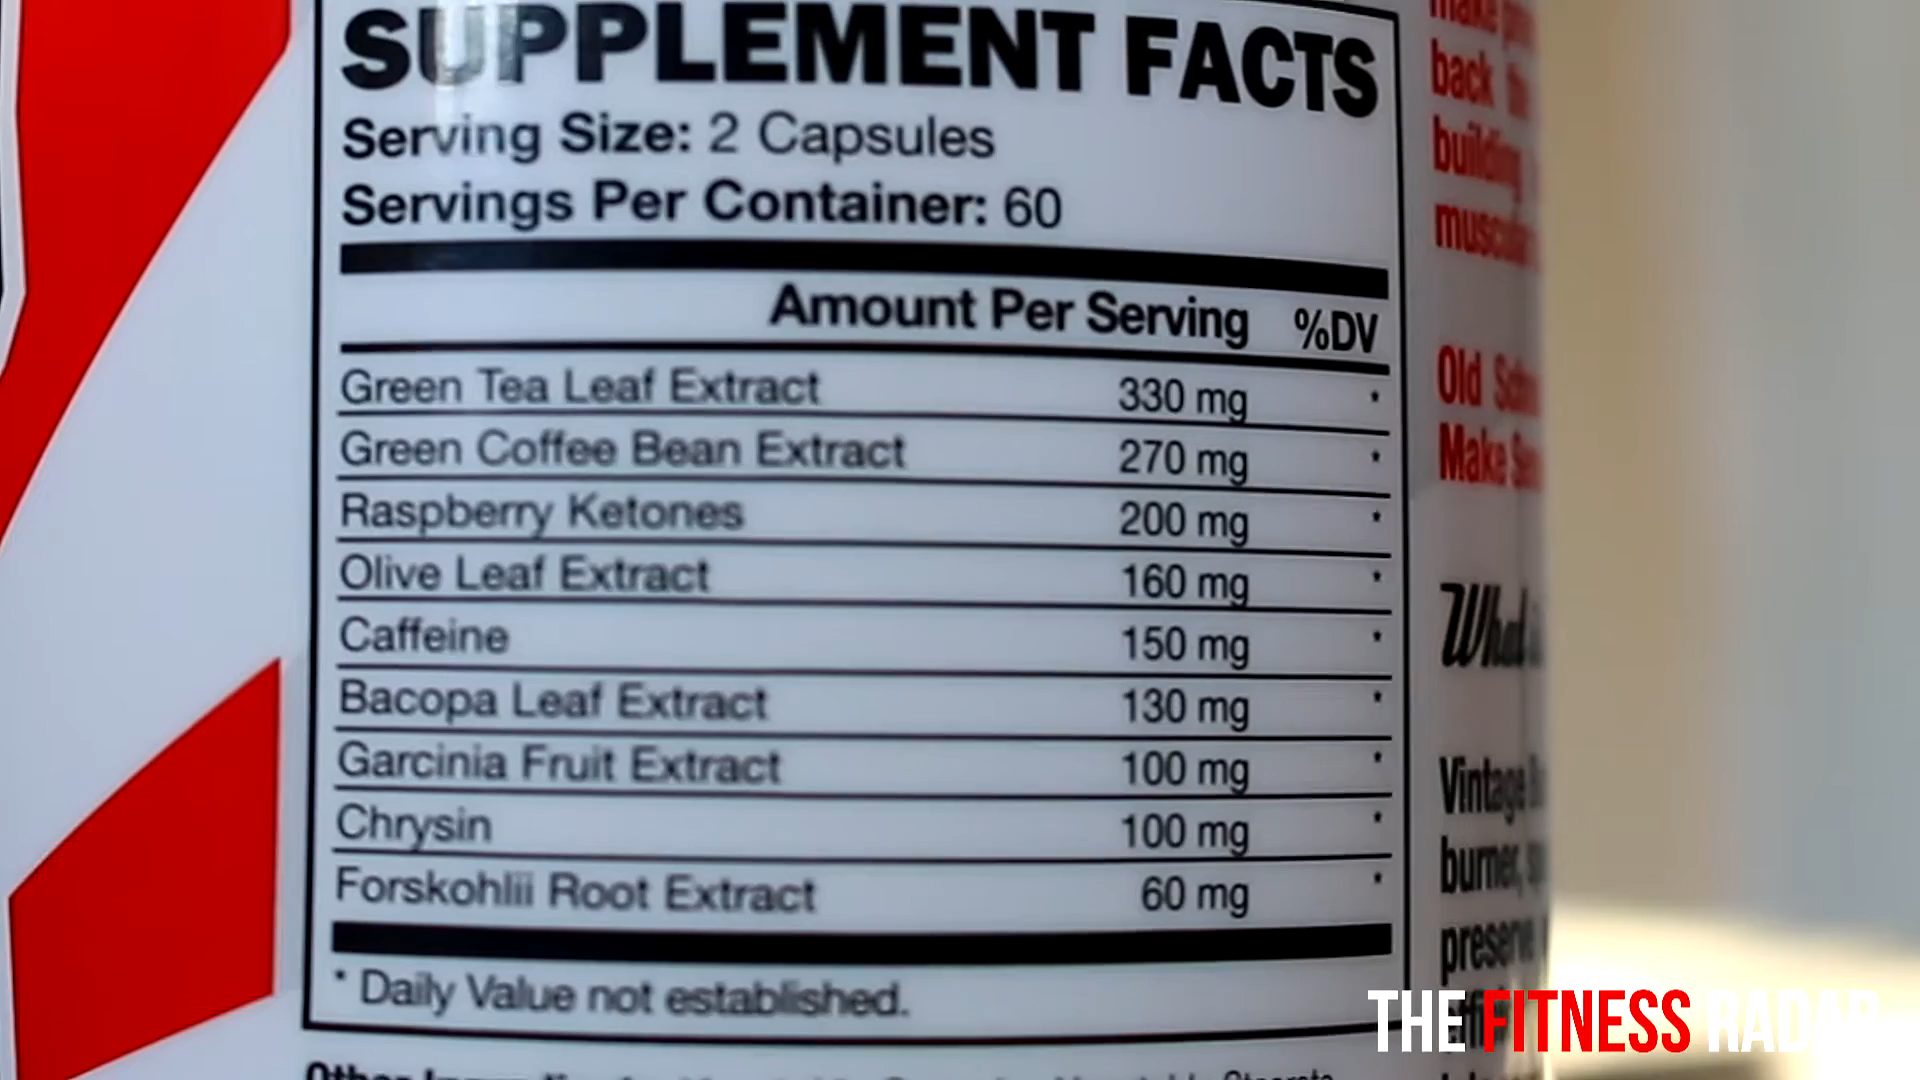 SUPPLEMENT FACTS
Serving Size: 2 Capsules
Servings Per Container: 60
Amount Per Serving %DV
Green Tea Leaf Extract 330 mg *
Green Coffee Bean Extract 270 mg *
Raspberry Ketones 200 mg *
Olive Leaf Extract 160 mg *
Caffeine 150 mg *
Bacopa Leaf Extract 130 mg *
Garcinia Fruit Extract 100 mg *
Chrysin 100 mg *
Forskohlii Root Extract 60 mg *
* Daily Value not established.
make
back
building
Old
Make
Vintage
burner,
preserve
THE FITNESS RADAR